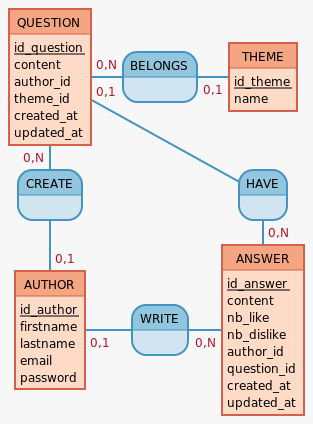 QUESTION
id_question
content
author_id
theme_id
created_at
updated_at
0,N
BELONGS
0,1
THEME
id_theme
name
0,1
0,N
CREATE
0,1
HAVE
0,N
AUTHOR
id_author
firstname
lastname
email
password
0,1
WRITE
0,N
ANSWER
id_answer
content
nb_like
nb_dislike
author_id
question_id
created_at
updated_at